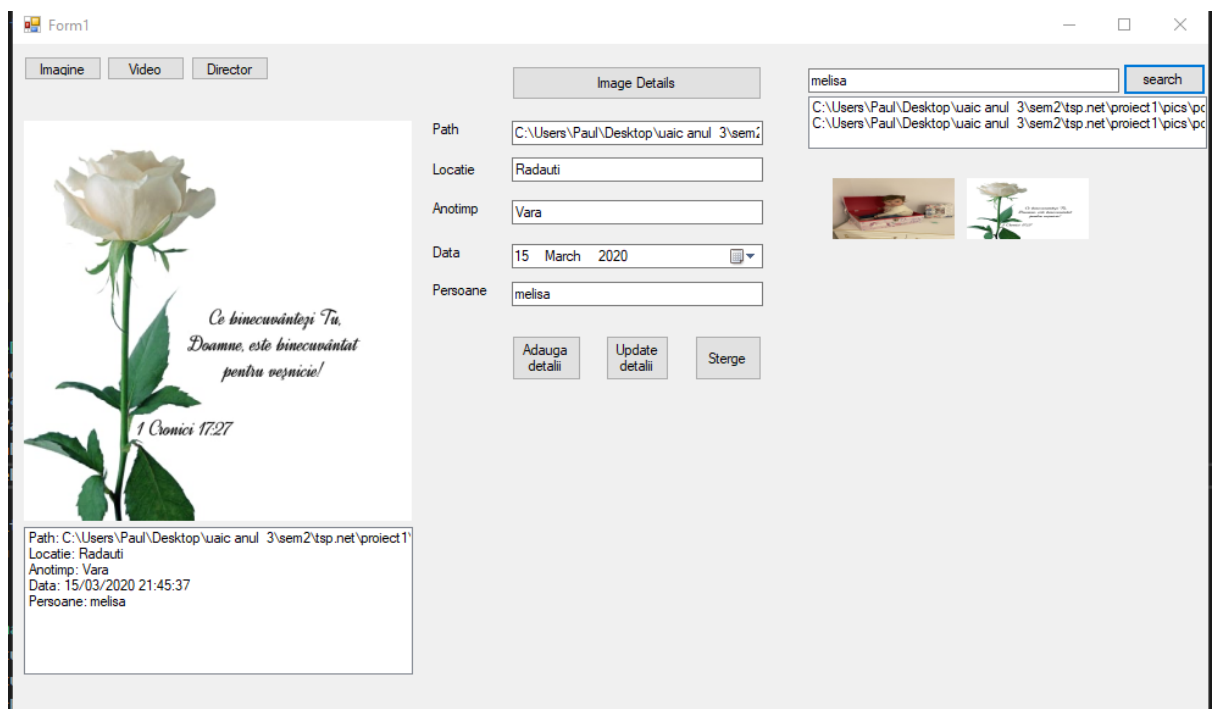 Form1
Imagine
Video
Director
Image Details
melisa
search
C:\Users\Paul\Desktop\uaic anul 3\sem2\tsp.net\proiect1\pics\pc
C:\Users\Paul\Desktop\uaic anul 3\sem2\tsp.net\proiect1\pics\pc
Path
C:\Users\Paul\Desktop\uaic anul 3\sem2
Locatie
Radauti
Anotimp
Vara
Data
15 March 2020
Persoane
melisa
Adauga
detalii
Update
detalii
Sterge
Ce binecuvântezi Tu,
Doamne, este binecuvântat
pentru veșnicie!
1 Cronici 17:27
Path: C:\Users\Paul\Desktop\uaic anul 3\sem2\tsp.net\proiect1\
Locatie: Radauti
Anotimp: Vara
Data: 15/03/2020 21:45:37
Persoane: melisa